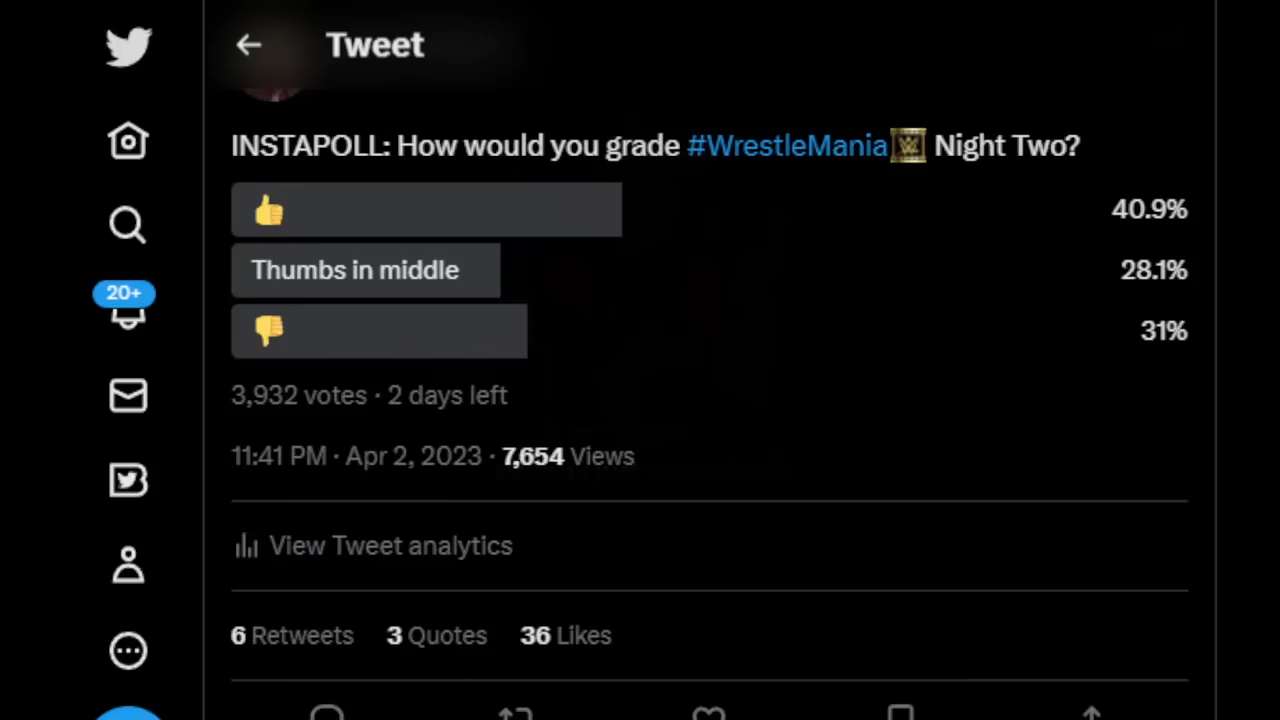 Tweet
INSTAPOLL: How would you grade #WrestleMania Night Two?
👍 40.9%
Thumbs in middle 28.1%
👎 31%
20+
3,932 votes · 2 days left
11:41 PM · Apr 2, 2023 · 7,654 Views
View Tweet analytics
6 Retweets 3 Quotes 36 Likes